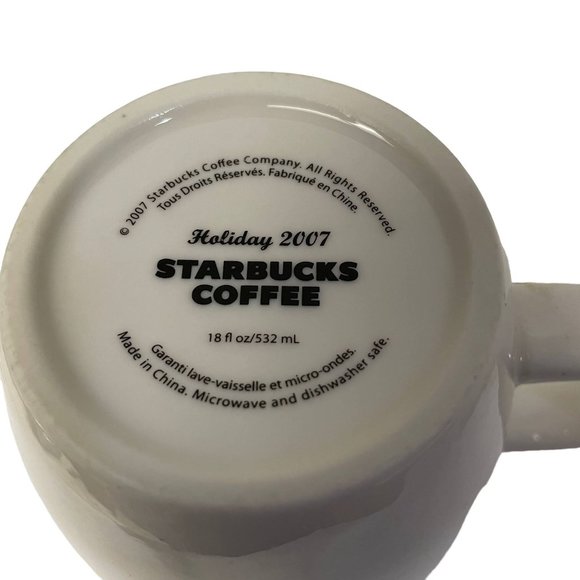 © 2007 Starbucks Coffee Company. All Rights Reserved.
Tous Droits Réservés. Fabriqué en Chine.
Holiday 2007
STARBUCKS
COFFEE
18 fl oz/532 mL
Garanti lave-vaisselle et micro-ondes.
Made in China. Microwave and dishwasher safe.